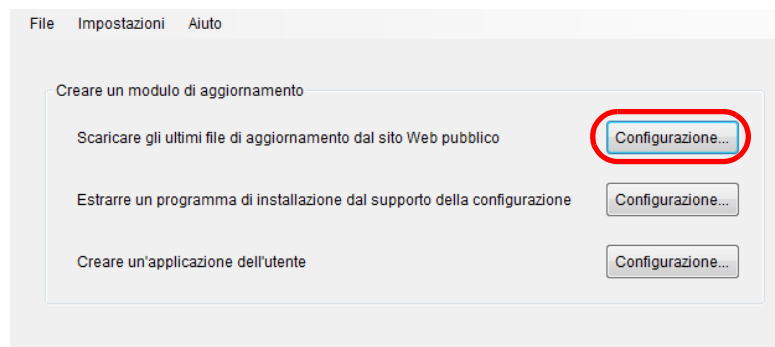 File Impostazioni Aiuto
Creare un modulo di aggiornamento
Scaricare gli ultimi file di aggiornamento dal sito Web pubblico Configurazione...
Estrarre un programma di installazione dal supporto della configurazione Configurazione...
Creare un'applicazione dell'utente Configurazione...